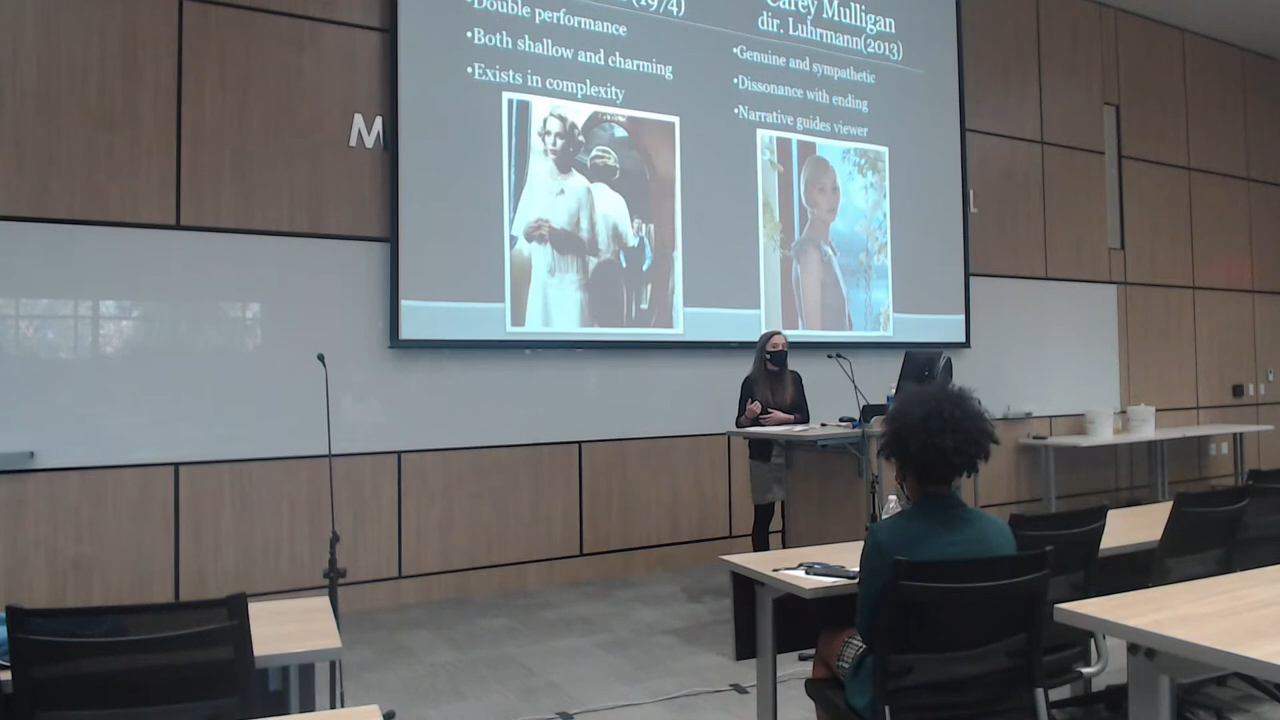 (1974)
•Double performance
•Both shallow and charming
•Exists in complexity
Carey Mulligan
dir. Luhrmann(2013)
•Genuine and sympathetic
•Dissonance with ending
•Narrative guides viewer
M
L